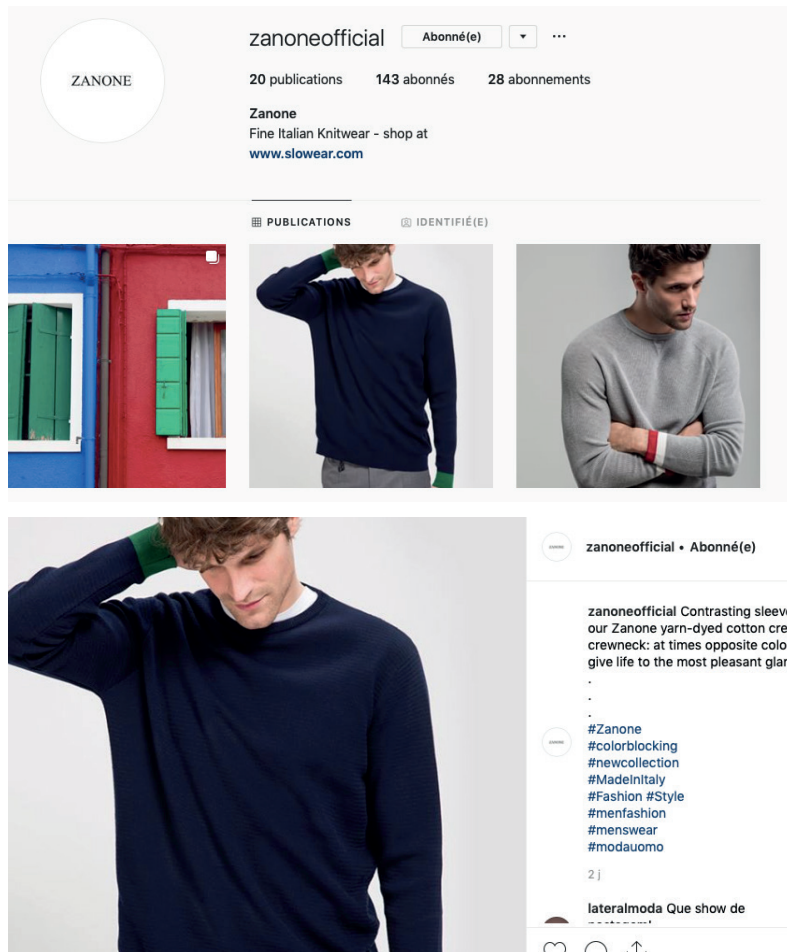 ZANONE
zanoneofficial Abonné(e)
20 publications 143 abonnés 28 abonnements
Zanone
Fine Italian Knitwear - shop at
www.slowear.com
PUBLICATIONS IDENTIFIÉ(E)
zanoneofficial • Abonné(e)
zanoneofficial Contrasting sleeve
our Zanone yarn-dyed cotton cre
crewneck: at times opposite colo
give life to the most pleasant glan
.
.
.
#Zanone
#colorblocking
#newcollection
#MadeInItaly
#Fashion #Style
#menfashion
#menswear
#modauomo
2 j
lateralmoda Que show de